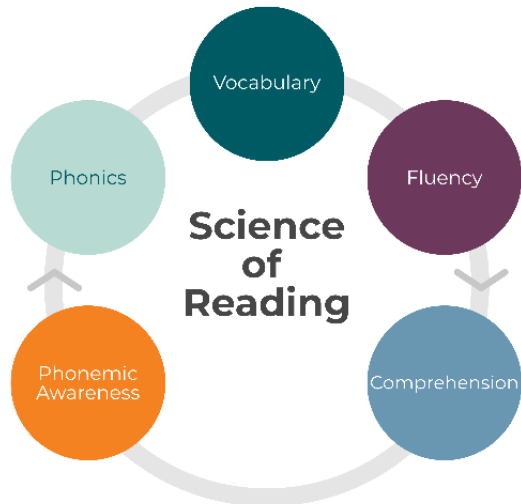 Vocabulary
Phonics
Fluency
Science
of
Reading
Phonemic
Awareness
Comprehension